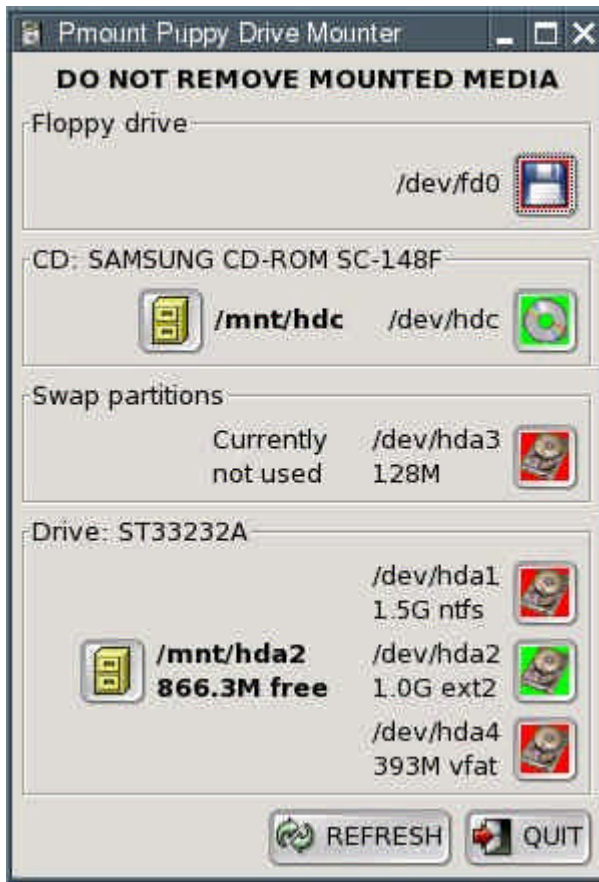 Pmount Puppy Drive Mounter
DO NOT REMOVE MOUNTED MEDIA
Floppy drive
/dev/fd0
CD: SAMSUNG CD-ROM SC-148F
/mnt/hdc /dev/hdc
Swap partitions
Currently /dev/hda3
not used 128M
Drive: ST33232A
/dev/hda1
1.5G ntfs
/mnt/hda2 /dev/hda2
866.3M free 1.0G ext2
/dev/hda4
393M vfat
REFRESH QUIT